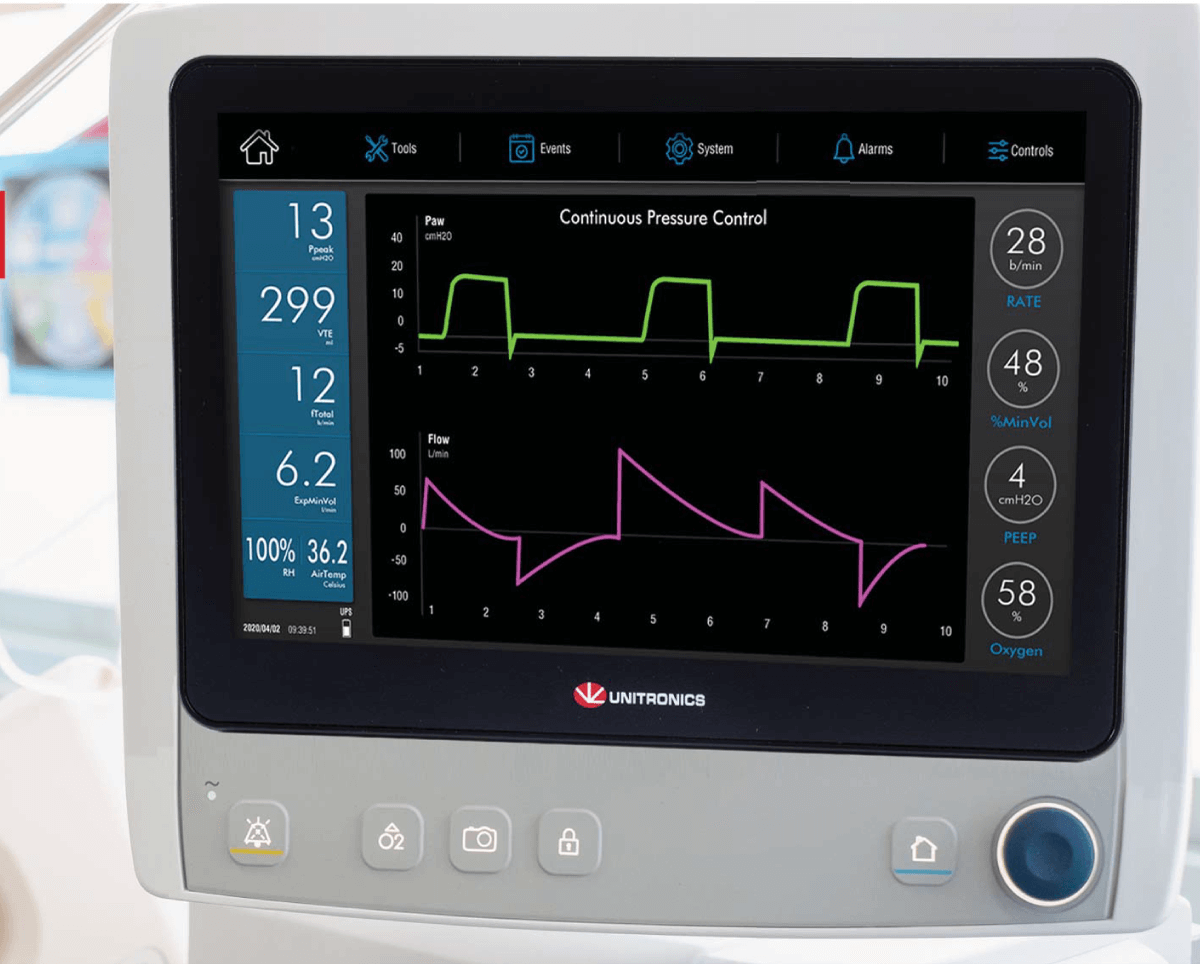 Tools
Events
System
Alarms
Controls
13
Ppeak
cmH2O
299
VTE
ml
12
fTotal
b/min
6.2
ExpMinVol
l/min
100%
RH
36.2
AirTemp
Celsius
2020/04/02 09:39:51
UPS
Continuous Pressure Control
Paw
cmH2O
40
20
10
0
-5
1 2 3 4 5 6 7 8 9 10
Flow
L/min
100
50
0
-50
-100
1 2 3 4 5 6 7 8 9 10
28
b/min
RATE
48
%
%MinVol
4
cmH2O
PEEP
58
%
Oxygen
UNITRONICS
O2